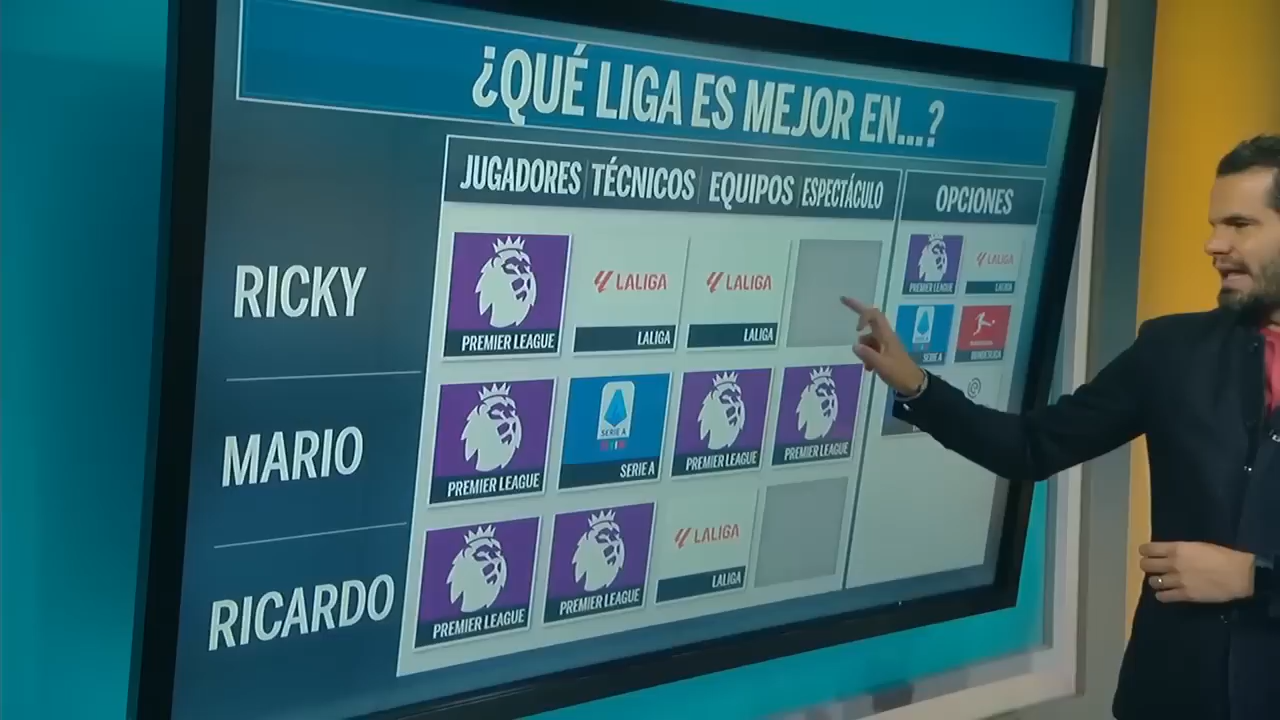 ¿QUÉ LIGA ES MEJOR EN...?
JUGADORES TÉCNICOS EQUIPOS ESPECTÁCULO OPCIONES
RICKY
PREMIER LEAGUE
LALIGA
LALIGA
LALIGA
LALIGA
PREMIER LEAGUE
LALIGA
LALIGA
SERIE A
BUNDESLIGA
MARIO
PREMIER LEAGUE
SERIE A
SERIE A
PREMIER LEAGUE
PREMIER LEAGUE
RICARDO
PREMIER LEAGUE
PREMIER LEAGUE
LALIGA
LALIGA